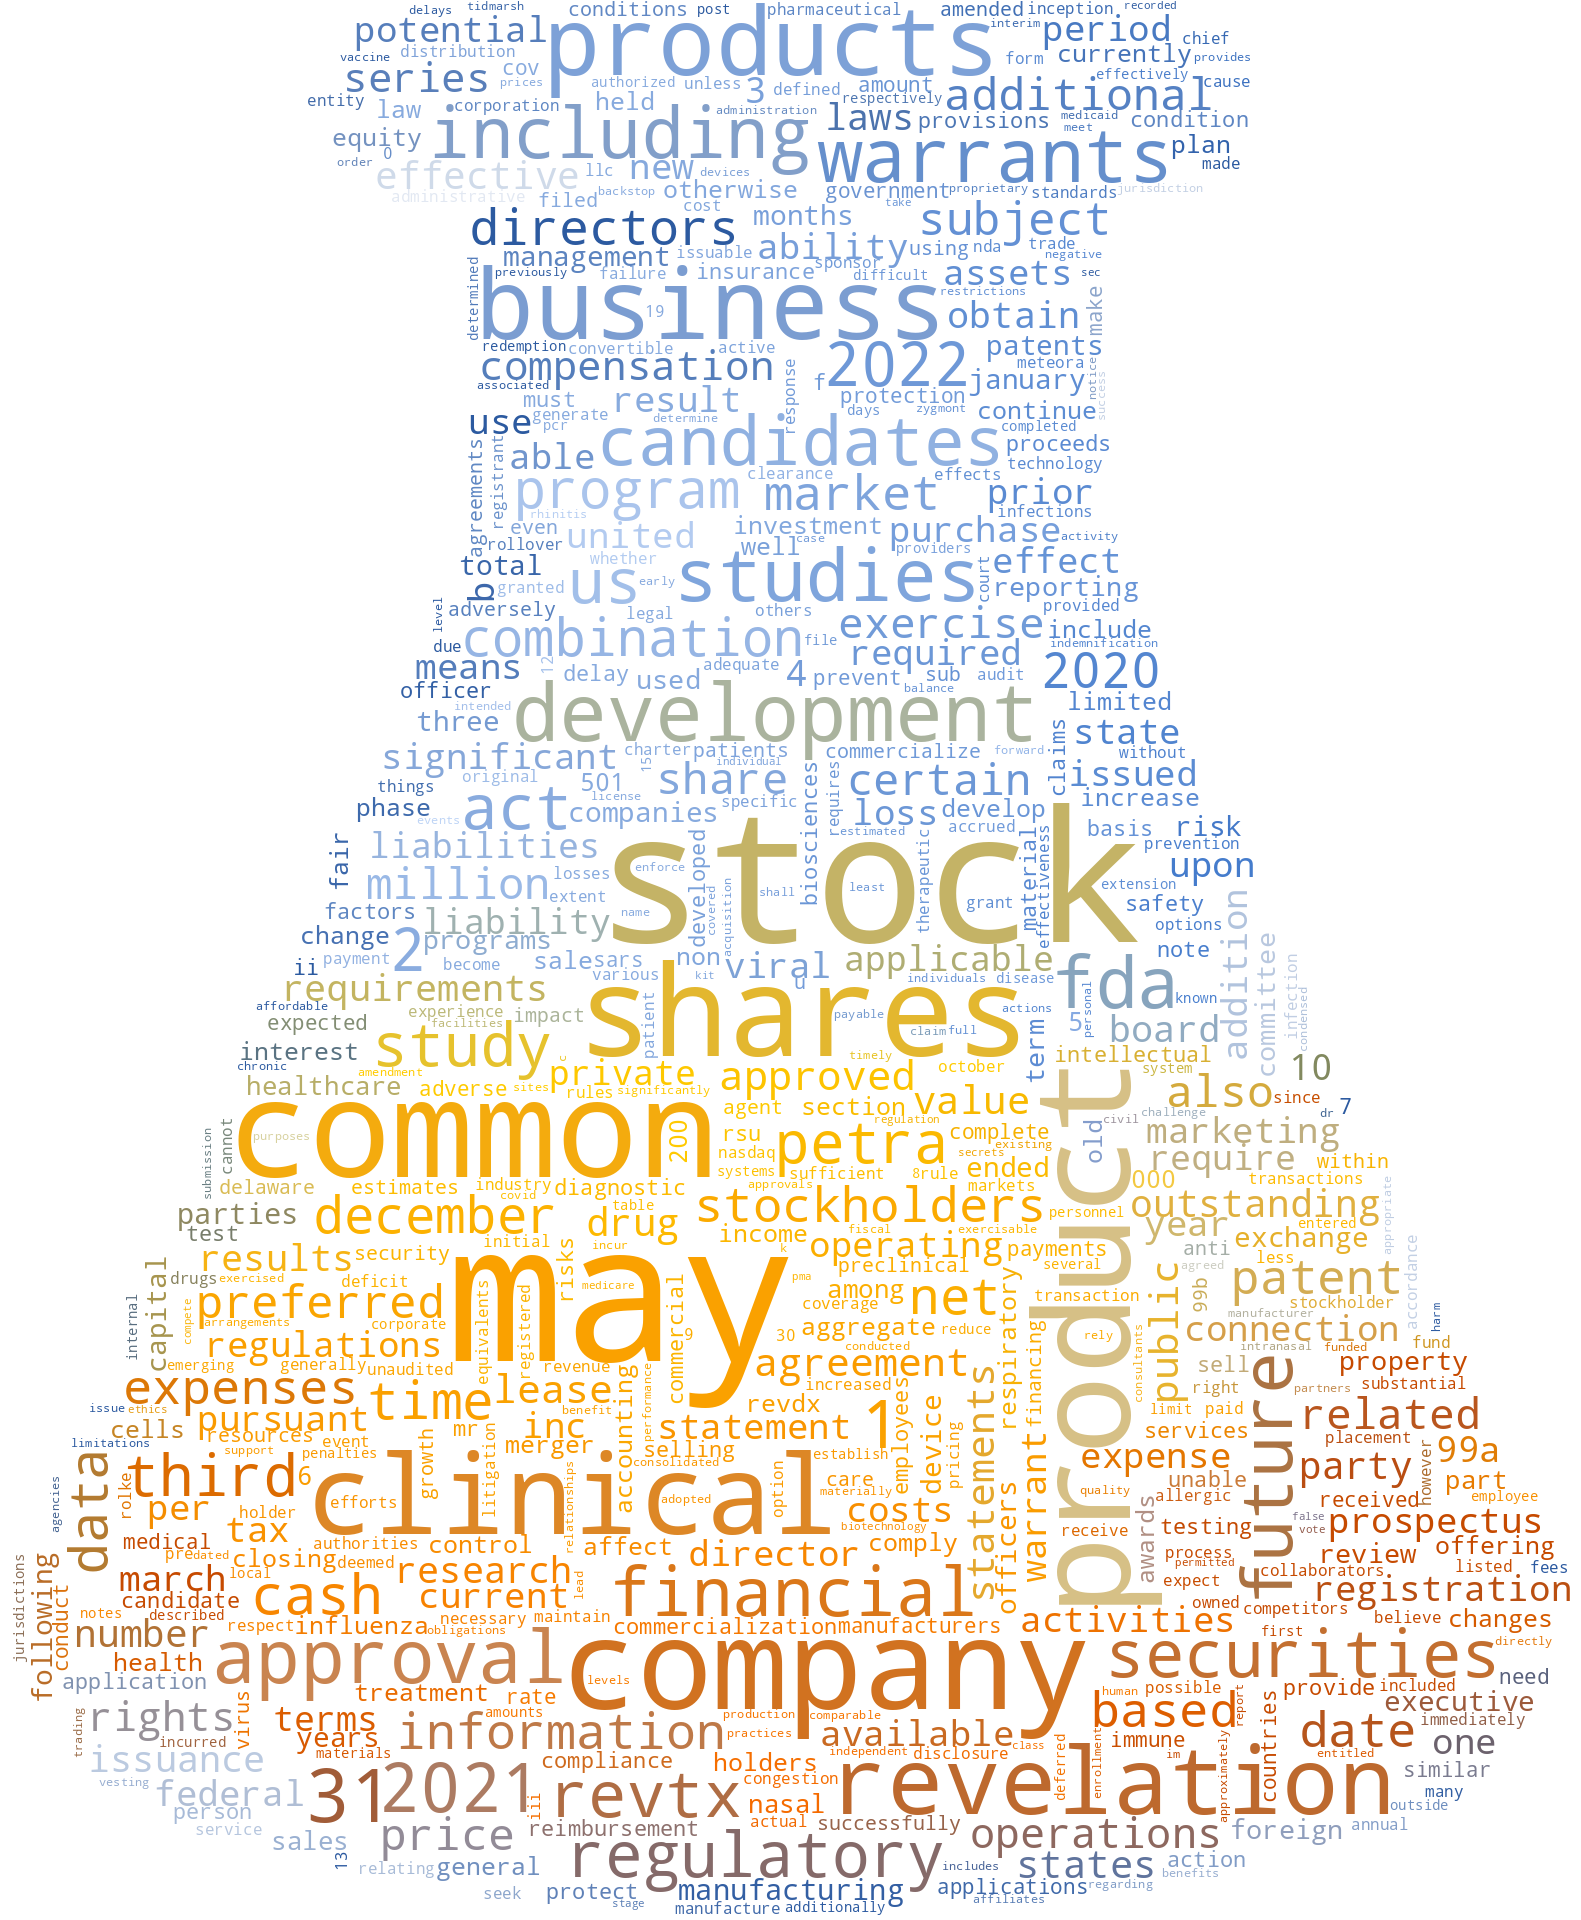 delays tidmarsh conditions post pharmaceutical amended inception recorded
potential products interim period chief
vaccine distribution cov form currently provides
series prices authorized unless 3 defined amount effectively cause
entity law corporation held respectively additional
equity 0 including administration laws provisions medicaid meet condition plan
order effective llc new devices warrants made
administrative filed backstop otherwise government proprietary standards jurisdiction
cost months take subject
directors management issuable ability using nda trade negative
determined previously failure insurance sponsor difficult assets sec
business 19 restrictions obtain make
redemption convertible active 2022 patents
compensation associated response f meteora january notice success
must result protection
use generate determine days zygmont continue
pcr candidates completed
agreements registrant able clearance effects proceeds technology
program market prior
rhinitis infections
even rollover united investment well case purchase activity
whether providers court effect
total b granted us early studies reporting
level adversely legal others provided
due combination file exercise include indemnification
means 12 delay used adequate 4 prevent sub required audit 2020
officer intended balance limited
three development state
significant charter patients commercialize forward claims without
original 15 individual
things 501 share biosciences requires certain issued
phase events act license companies specific loss develop increase
stock estimated accrued basis risk
fair liabilities enforce developed therapeutic material effectiveness prevention
million losses extent least upon
covered acquisition shall grant extension safety
factors liability name options addition
change 2 programs note
ii payment become sales sars various non viral u applicable committee
kit individuals disease fda infection condensed
requirements shares known
affordable experience facilities impact patient payable actions personal
expected claim full 5 board
interest study c timely term
chronic amendment private approved october intellectual system 10
healthcare adverse sites rules significantly value also since
common agent section product civil challenge dr 7
submission cannot purposes 200 rsu petra regulation complete old marketing
nasdaq existing secrets
systems sufficient 8 rule ended require within
delaware estimates industry covid diagnostic approvals markets 000 transactions appropriate
parties december table stockholders personnel outstanding
test drug fiscal exercisable year entered
results security initial incur income operating payments anti exchange
may k several less agreed accordance
drugs exercised deficit risks medicare pma preclinical
capital internal compete preferred equivalents registered commercial among net respiratory transaction public 99b patent
arrangements corporate coverage stockholder
9 30 aggregate reduce rely manufacturer harm
regulations conducted financing connection
emerging generally unaudited revenue agreement consultants intranasal funded fund
expenses time lease accounting performance increased employees statements sell partners property
issue ethics benefit revdx right substantial
pursuant mr inc 1 limit paid future related
cells resources statement device warrant services placement
limitations support event penalties merger selling establish pricing
data growth litigation consolidated expense 99a
third 6 clinical care unable party however part
agencies rolke holder efforts relationships adopted option materially officers quality allergic received employee
per costs awards false
tax biotechnology receive testing vote prospectus
medical authorities control affect comply process offering
pre dated closing deemed director permitted review
jurisdictions local research collaborators listed fees
march lead expect
candidate cash current financial registration
notes described owned competitors
following conduct respect necessary maintain believe changes
number influenza obligations commercialization manufacturers activities first
health approval company securities directly
application levels need
treatment rate human possible provide included
rights virus terms amounts production comparable based report countries executive
trading incurred years information practices available immune date immediately
materials independent disclosure class im entitled one
issuance compliance holders enrollment approximately similar
vesting congestion deferred
federal 31 2021 revtx revelation many
person iii nasal outside
service actual successfully annual
sales price reimbursement operations foreign
13 relating general regulatory includes states action
benefits
seek protect manufacturing applications regarding
stage manufacture additionally affiliates